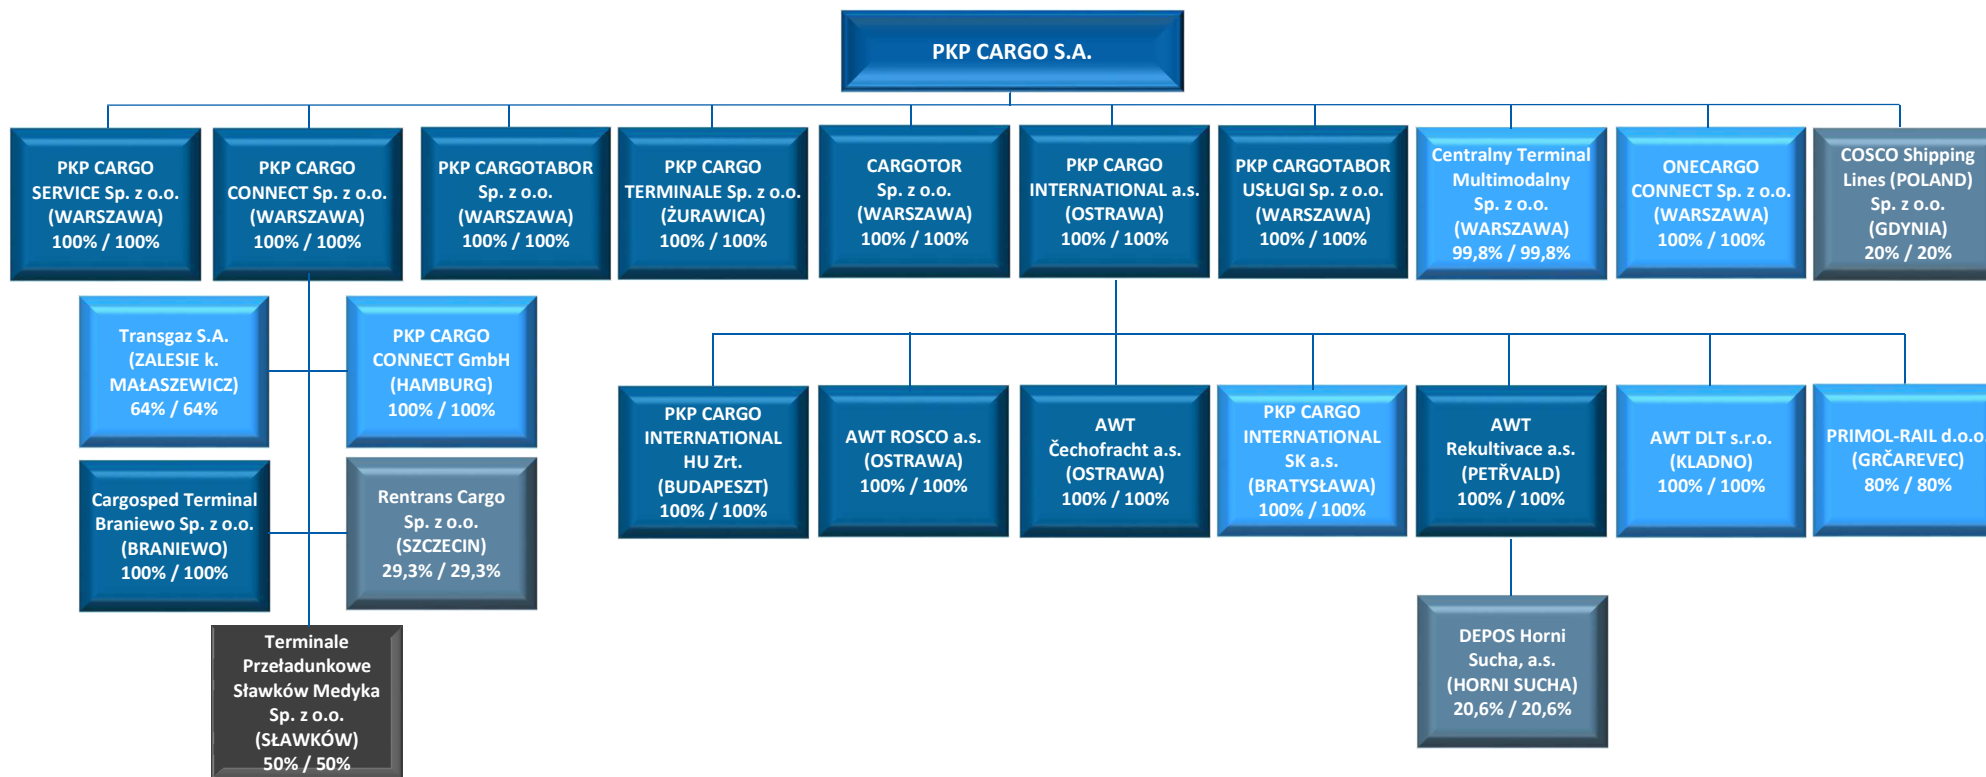 PKP CARGO S.A.
PKP CARGO
SERVICE Sp. z o.o.
(WARSZAWA)
100% / 100%
PKP CARGO
CONNECT Sp. z o.o.
(WARSZAWA)
100% / 100%
PKP CARGOTABOR
Sp. z o.o.
(WARSZAWA)
100% / 100%
PKP CARGO
TERMINALE Sp. z o.o.
(ŻURAWICA)
100% / 100%
CARGOTOR
Sp. z o.o.
(WARSZAWA)
100% / 100%
PKP CARGO
INTERNATIONAL a.s.
(OSTRAWA)
100% / 100%
PKP CARGOTABOR
USŁUGI Sp. z o.o.
(WARSZAWA)
100% / 100%
Centralny Terminal
Multimodalny
Sp. z o.o.
(WARSZAWA)
99,8% / 99,8%
ONECARGO
CONNECT Sp. z o.o.
(WARSZAWA)
100% / 100%
COSCO Shipping
Lines (POLAND)
Sp. z o.o.
(GDYNIA)
20% / 20%
Transgaz S.A.
(ZALESIE k.
MAŁASZEWICZ)
64% / 64%
PKP CARGO
CONNECT GmbH
(HAMBURG)
100% / 100%
Cargosped Terminal
Braniewo Sp. z o.o.
(BRANIEWO)
100% / 100%
Rentrans Cargo
Sp. z o.o.
(SZCZECIN)
29,3% / 29,3%
Terminale
Przeładunkowe
Sławków Medyka
Sp. z o.o.
(SŁAWKÓW)
50% / 50%
PKP CARGO
INTERNATIONAL
HU Zrt.
(BUDAPESZT)
100% / 100%
AWT ROSCO a.s.
(OSTRAWA)
100% / 100%
AWT
Čechofracht a.s.
(OSTRAWA)
100% / 100%
PKP CARGO
INTERNATIONAL
SK a.s.
(BRATYSŁAWA)
100% / 100%
AWT
Rekultivace a.s.
(PETŘVALD)
100% / 100%
AWT DLT s.r.o.
(KLADNO)
100% / 100%
PRIMOL-RAIL d.o.o.
(GRČAREVEC)
80% / 80%
DEPOS Horni
Sucha, a.s.
(HORNI SUCHA)
20,6% / 20,6%